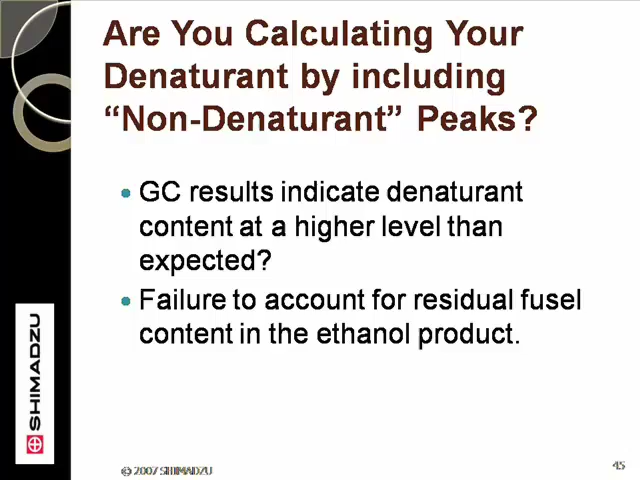 Are You Calculating Your
Denaturant by including
“Non-Denaturant” Peaks?
GC results indicate denaturant
content at a higher level than
expected?
Failure to account for residual fusel
content in the ethanol product.
SHIMADZU
© 2007 SHIMADZU
45